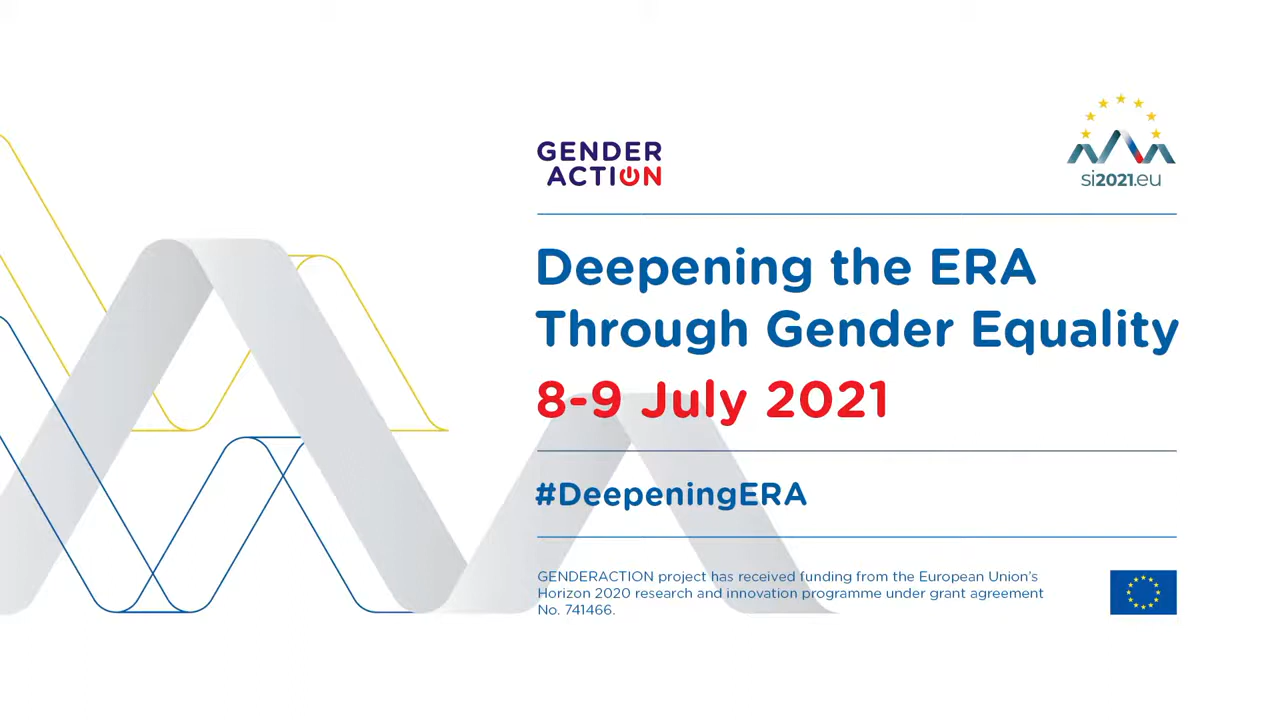 GENDER
ACTION
si2021.eu
Deepening the ERA
Through Gender Equality
8-9 July 2021
#DeepeningERA
GENDERACTION project has received funding from the European Union's
Horizon 2020 research and innovation programme under grant agreement
No. 741466.